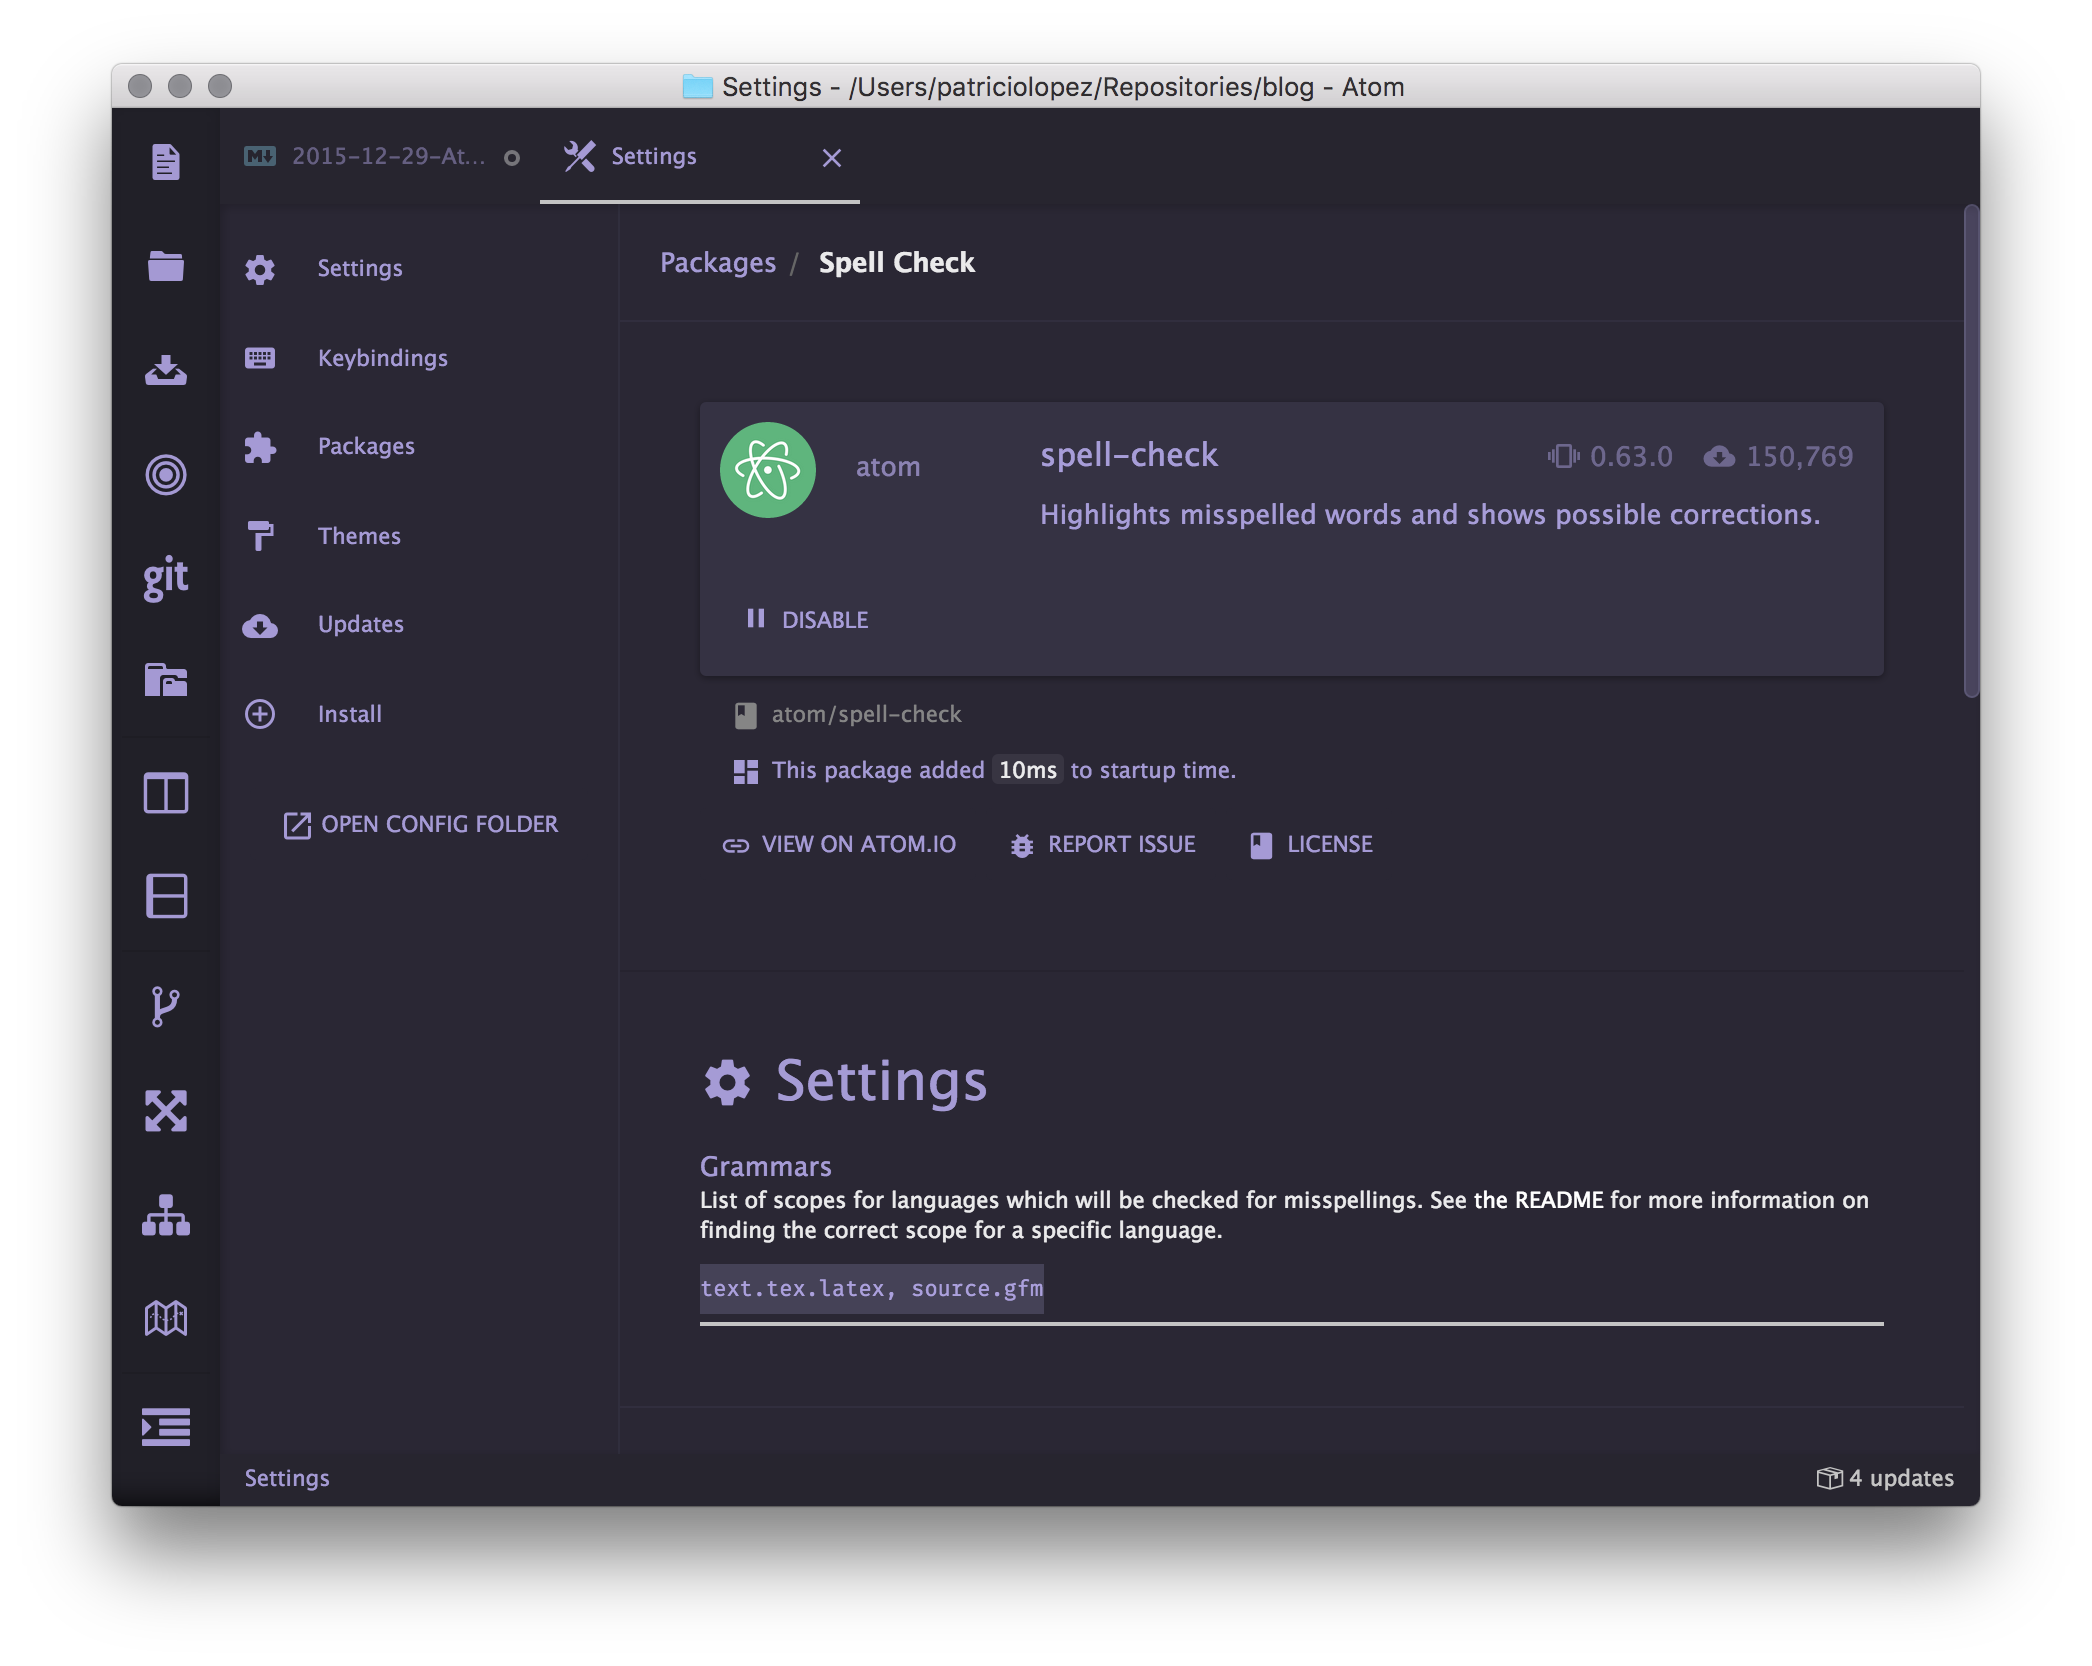 Settings - /Users/patriciolopez/Repositories/blog - Atom
M↓ 2015-12-29-At...
Settings
git
Settings
Keybindings
Packages
Themes
Updates
Install
OPEN CONFIG FOLDER
Packages / Spell Check
atom
spell-check
0.63.0 150,769
Highlights misspelled words and shows possible corrections.
DISABLE
atom/spell-check
This package added 10ms to startup time.
VIEW ON ATOM.IO REPORT ISSUE LICENSE
Settings
Grammars
List of scopes for languages which will be checked for misspellings. See the README for more information on
finding the correct scope for a specific language.
text.tex.latex, source.gfm
Settings
4 updates